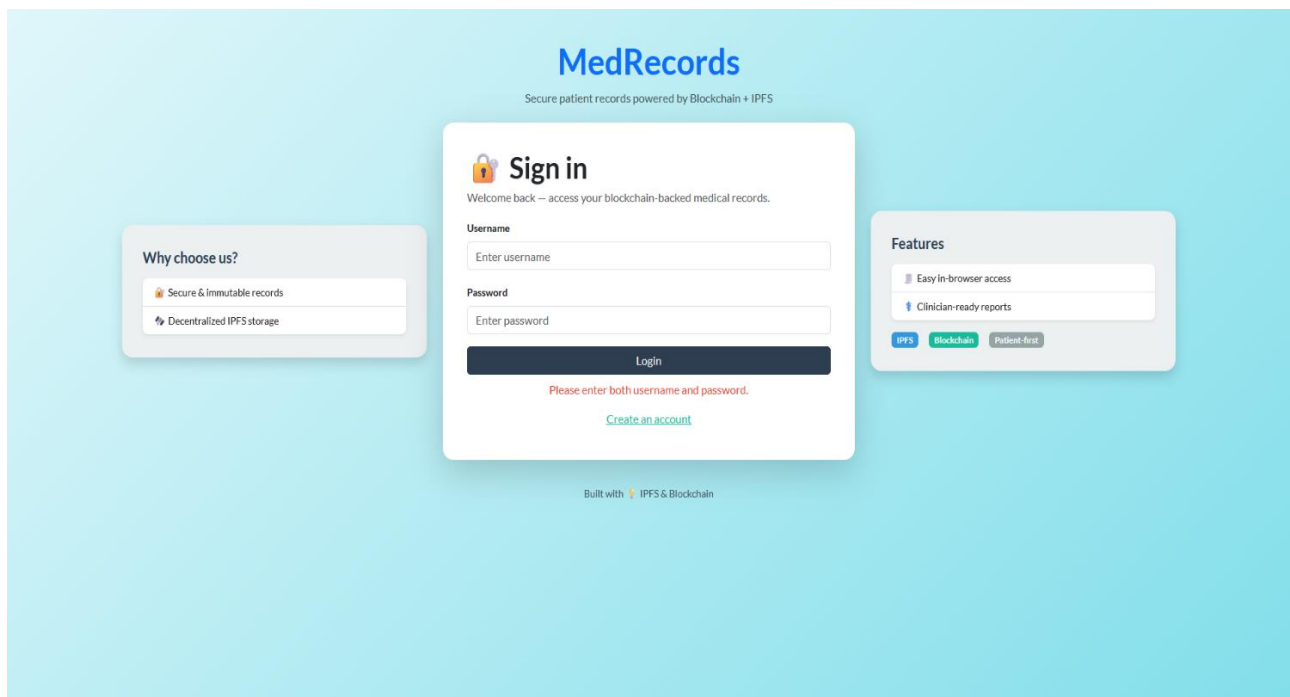 MedRecords
Secure patient records powered by Blockchain + IPFS
Sign in
Welcome back — access your blockchain-backed medical records.
Username
Enter username
Password
Enter password
Login
Please enter both username and password.
Create an account
Why choose us?
Secure & immutable records
Decentralized IPFS storage
Features
Easy in-browser access
Clinician-ready reports
IPFS Blockchain Patient-first
Built with IPFS & Blockchain